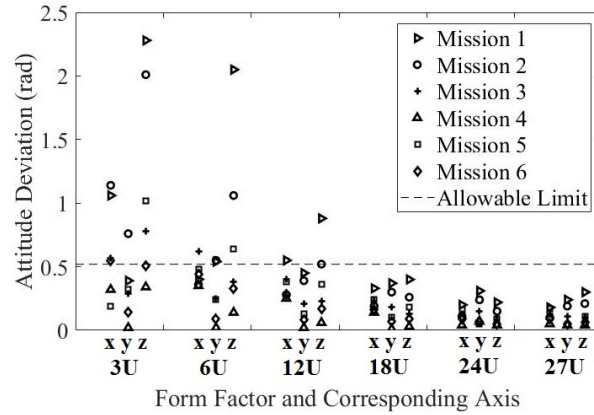 2.5
2
1.5
1
0.5
0
Attitude Deviation (rad)
Mission 1
Mission 2
Mission 3
Mission 4
Mission 5
Mission 6
Allowable Limit
x y z x y z x y z x y z x y z x y z
3U 6U 12U 18U 24U 27U
Form Factor and Corresponding Axis